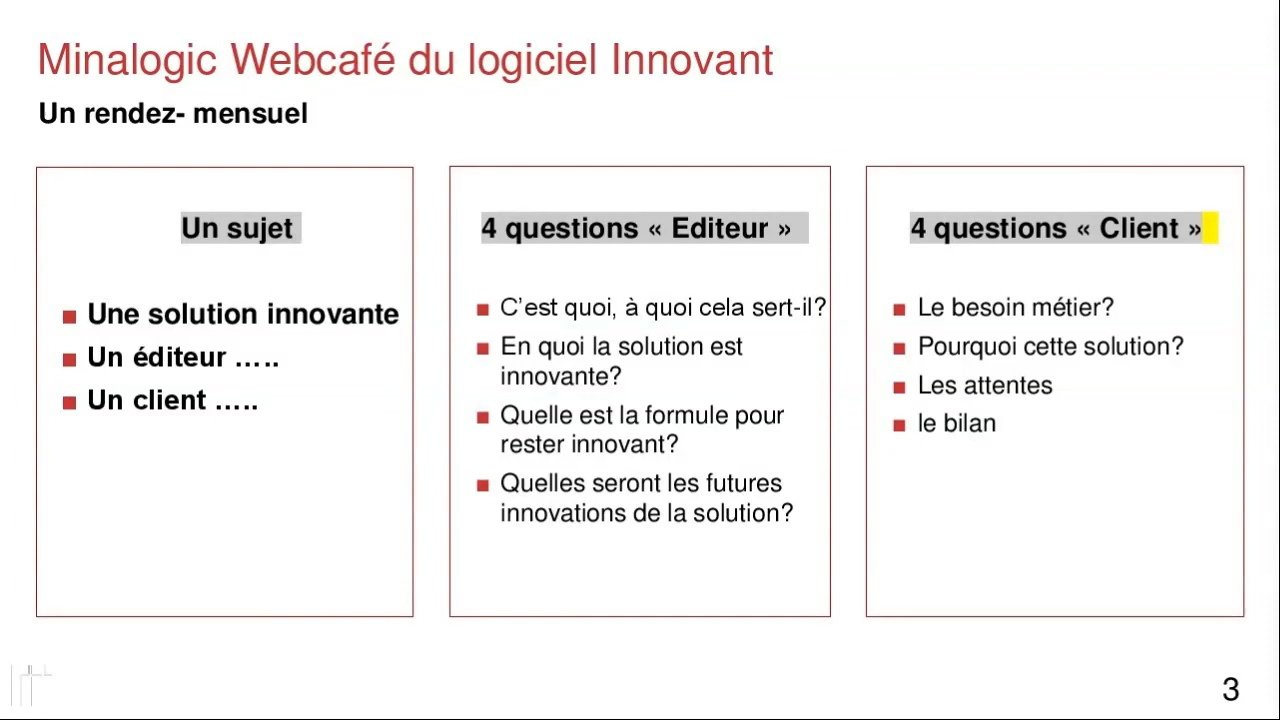 Minalogic Webcafé du logiciel Innovant
Un rendez- mensuel
Un sujet
Une solution innovante
Un éditeur …..
Un client …..
4 questions « Editeur »
C’est quoi, à quoi cela sert-il?
En quoi la solution est
innovante?
Quelle est la formule pour
rester innovant?
Quelles seront les futures
innovations de la solution?
4 questions « Client »
Le besoin métier?
Pourquoi cette solution?
Les attentes
le bilan
3